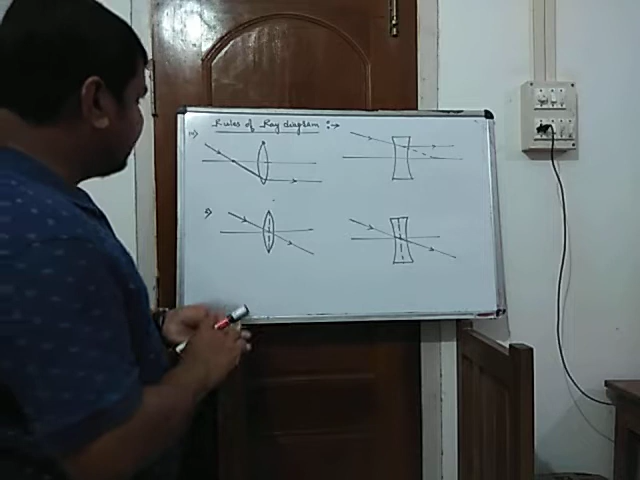 Rules of Ray diagram :→